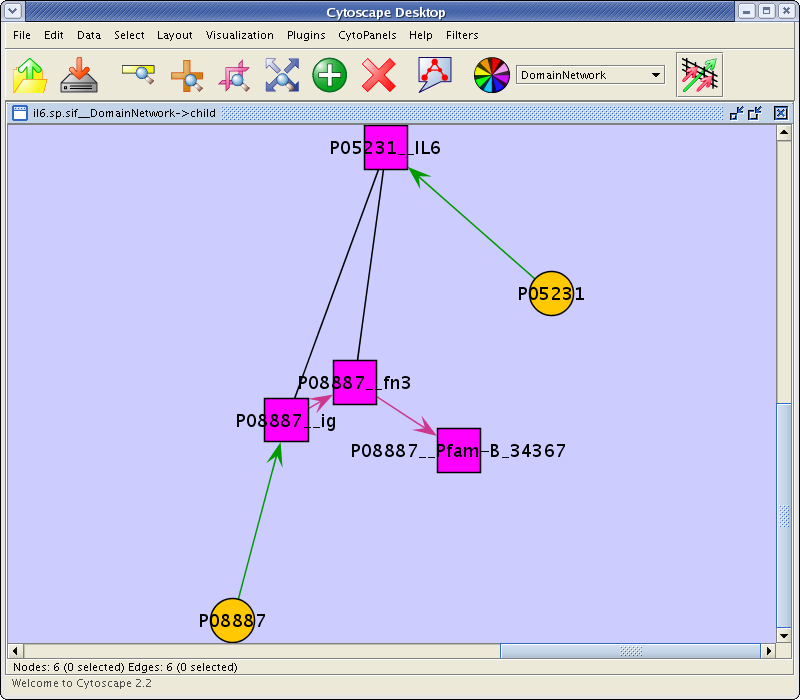 Cytoscape Desktop
File Edit Data Select Layout Visualization Plugins CytoPanels Help Filters
DomainNetwork
il6.sp.sif__DomainNetwork->child
P05231__IL6
P05231
P08887__fn3
P08887__ig
P08887__Pfam-B_34367
P08887
Nodes: 6 (0 selected) Edges: 6 (0 selected)
Welcome to Cytoscape 2.2